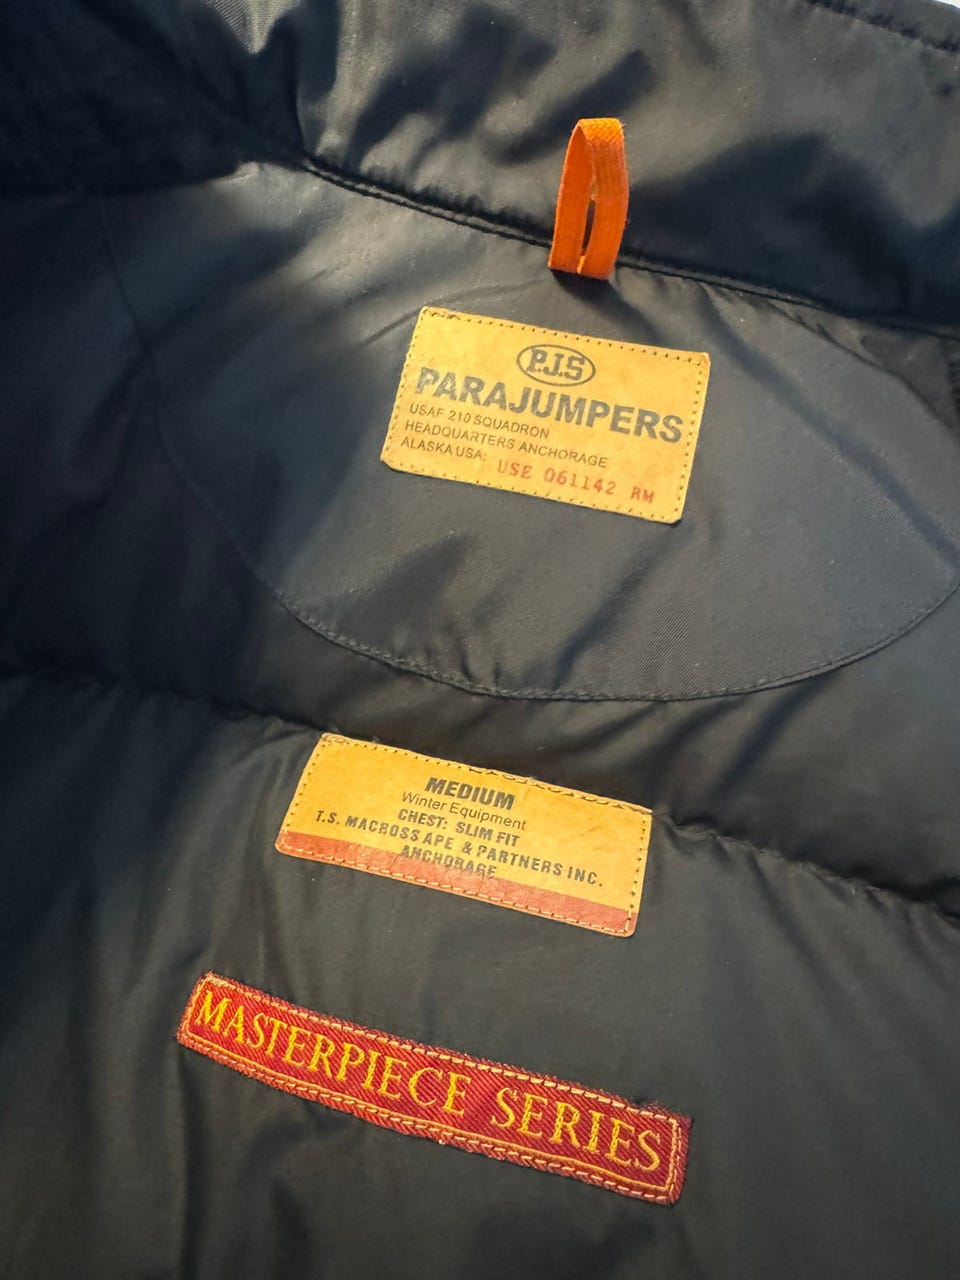 P.J.S
PARAJUMPERS
USAF 210 SQUADRON
HEADQUARTERS ANCHORAGE
ALASKA USA: USE 061142 RM
MEDIUM
Winter Equipment
CHEST: SLIM FIT
T.S. MACROSS APE & PARTNERS INC.
ANCHORAGE
MASTERPIECE SERIES